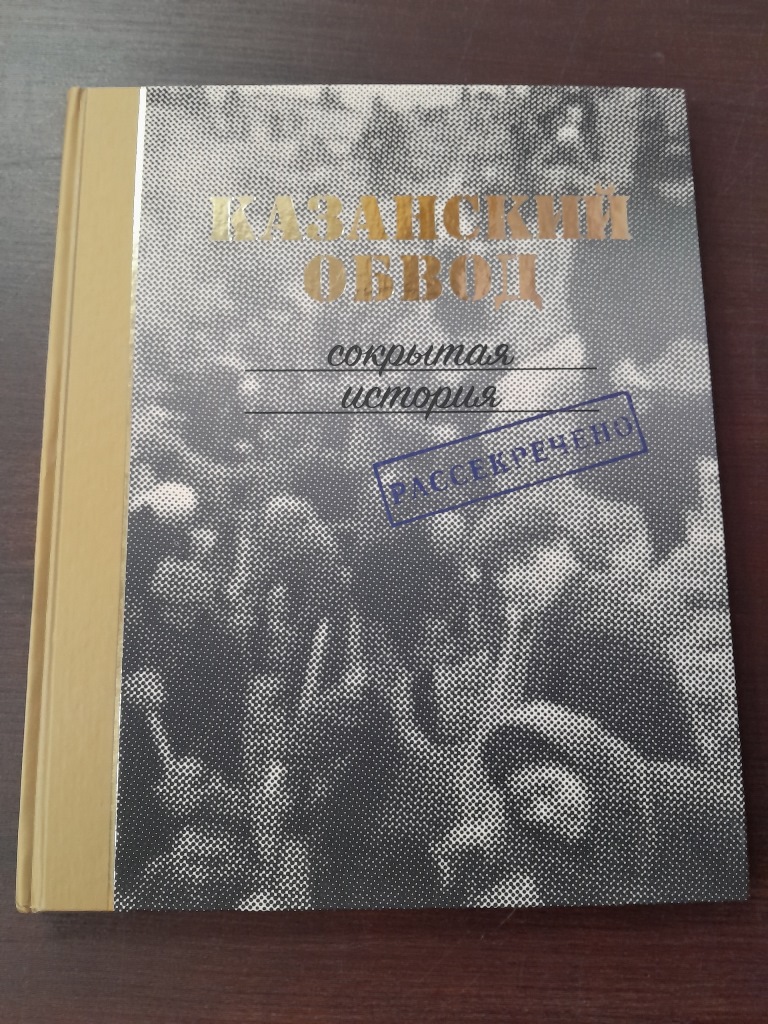 КАЗАНСКИЙ
ОБВОД
сокрытая
история
РАССЕКРЕЧЕНО